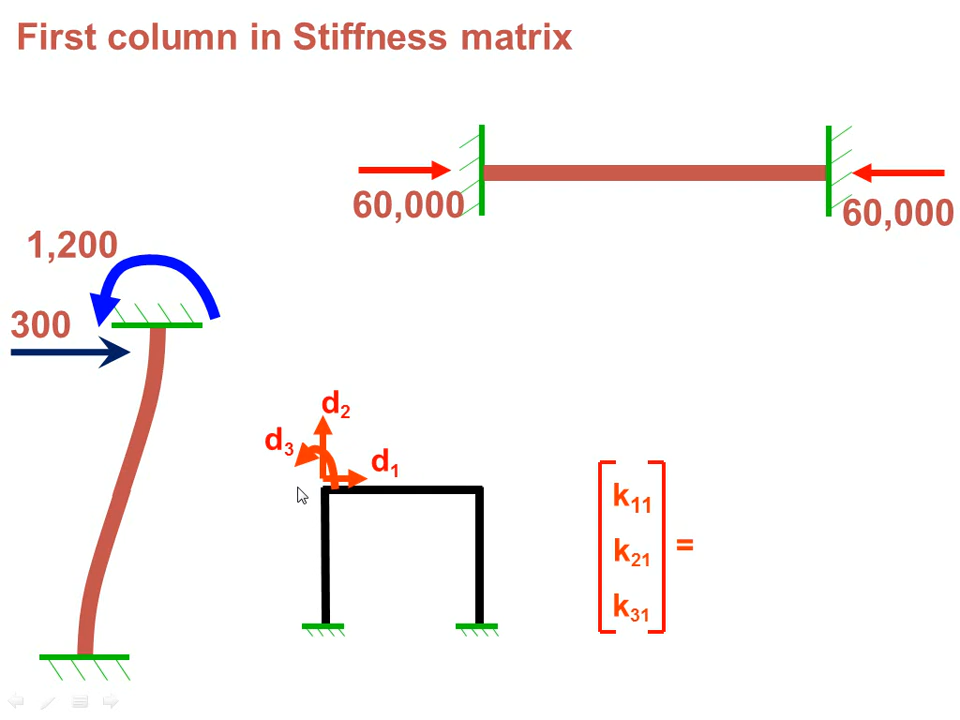 First column in Stiffness matrix
60,000
60,000
1,200
300
d2
d3
d1
k11
k21
=
k31